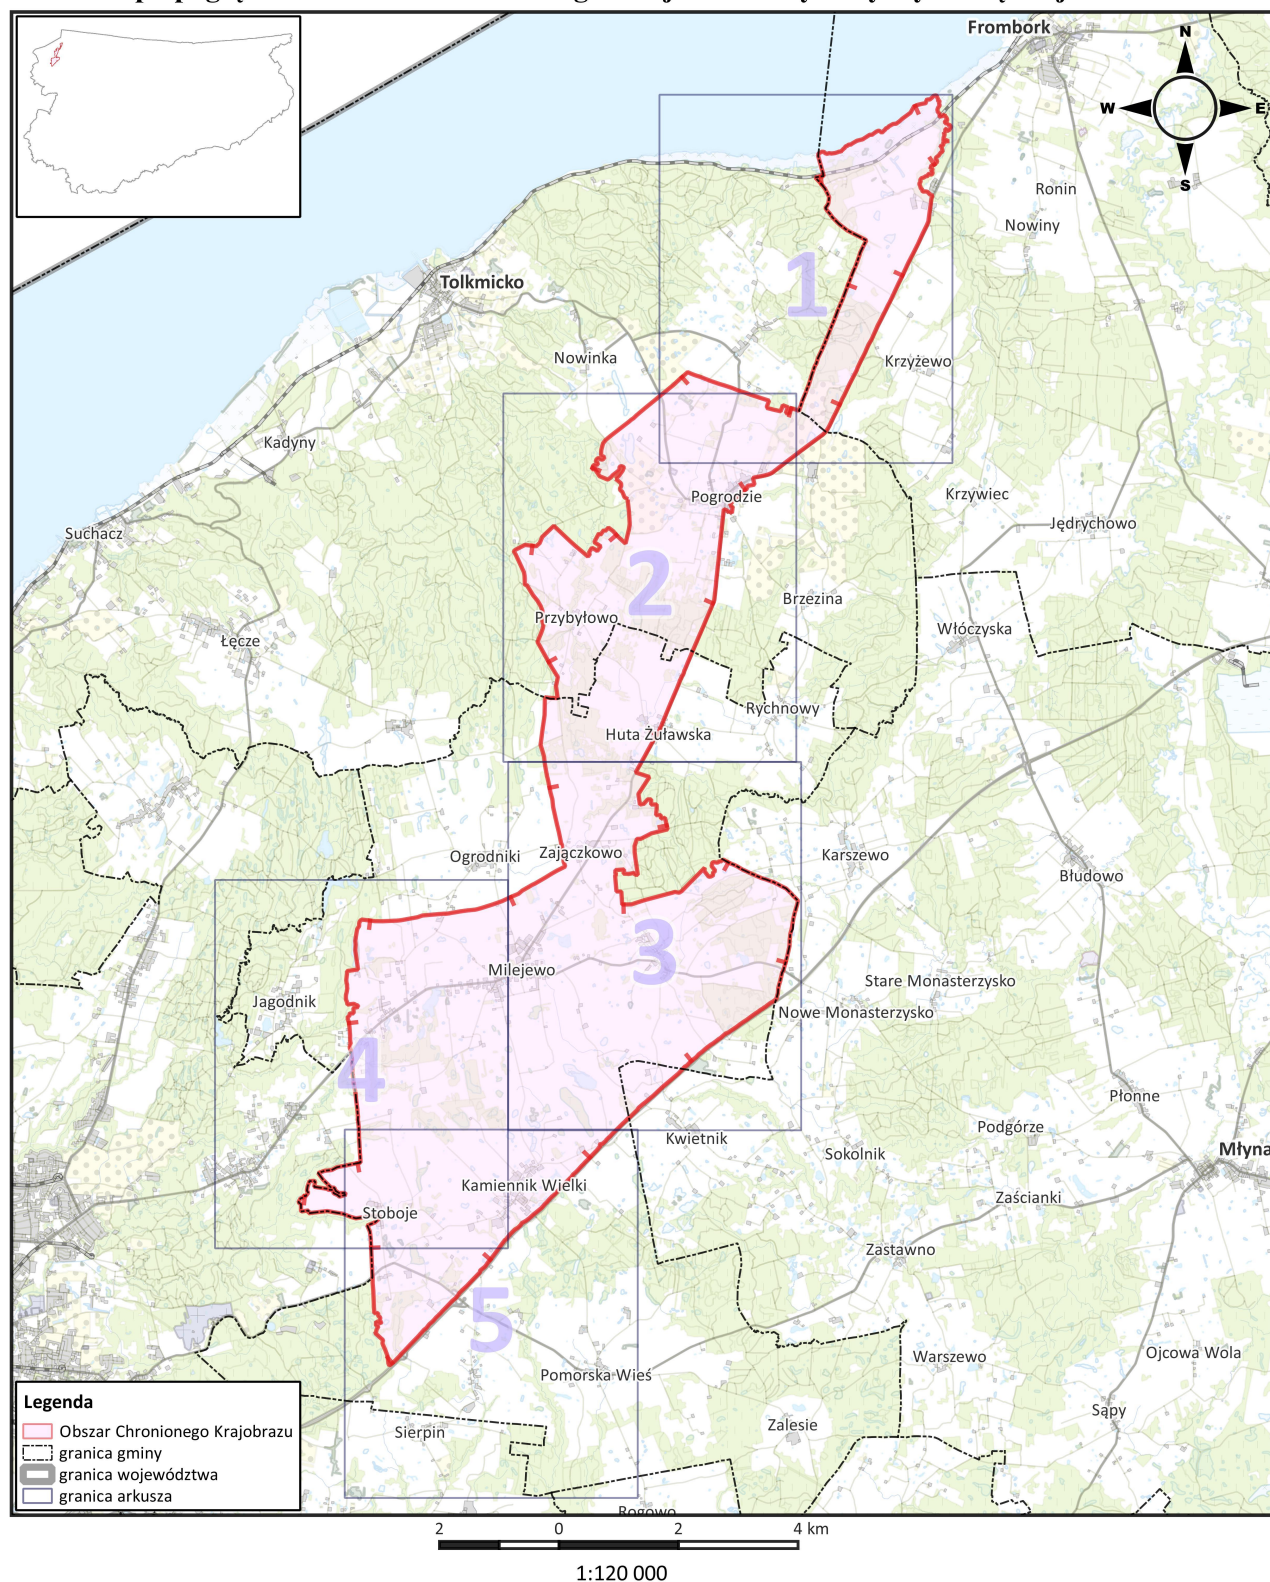 Frombork
N
W
E
S
Ronin
Nowiny
Tolkmicko
1
Nowinka
Krzyżewo
Kadyny
Pogrodzie
Krzywiec
Jędrychowo
Suchacz
2
Brzezina
Przybyłowo
Włóczyska
Łęcze
Rychnowy
Huta Żuławska
Ogrodniki
Zajączkowo
Karszewo
Błudowo
3
Milejewo
Stare Monasterzysko
Jagodnik
Nowe Monasterzysko
4
Płonne
Podgórze
Kwietnik
Sokolnik
Młyna
Kamiennik Wielki
Zaścianki
Stoboje
Zastawno
5
Warszewo
Ojcowa Wola
Pomorska Wieś
Sąpy
Zalesie
Sierpin
Rogowo
Legenda
Obszar Chronionego Krajobrazu
granica gminy
granica województwa
granica arkusza
2 0 2 4 km
1:120 000